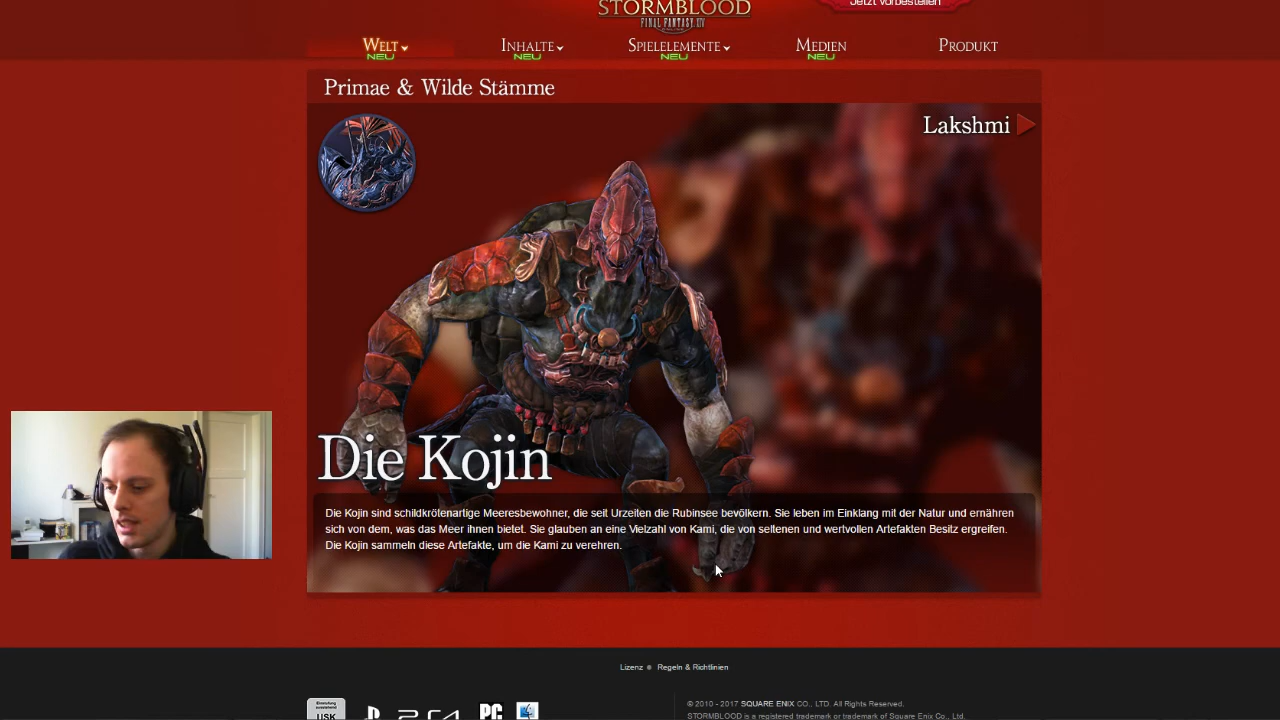 Jetzt vorbestellen
STORMBLOOD
FINAL FANTASY XIV
ONLINE
WELT INHALTE SPIELELEMENTE MEDIEN PRODUKT
NEU NEU NEU NEU
Primae & Wilde Stämme
Lakshmi
Die Kojin
Die Kojin sind schildkrötenartige Meeresbewohner, die seit Urzeiten die Rubinsee bevölkern. Sie leben im Einklang mit der Natur und ernähren
sich von dem, was das Meer ihnen bietet. Sie glauben an eine Vielzahl von Kami, die von seltenen und wertvollen Artefakten Besitz ergreifen.
Die Kojin sammeln diese Artefakte, um die Kami zu verehren.
Lizenz Regeln & Richtlinien
Einstufung
ausstehend
USK
PS4
PC
© 2010 - 2017 SQUARE ENIX CO., LTD. All Rights Reserved.
STORMBLOOD is a registered trademark or trademark of Square Enix Co., Ltd.